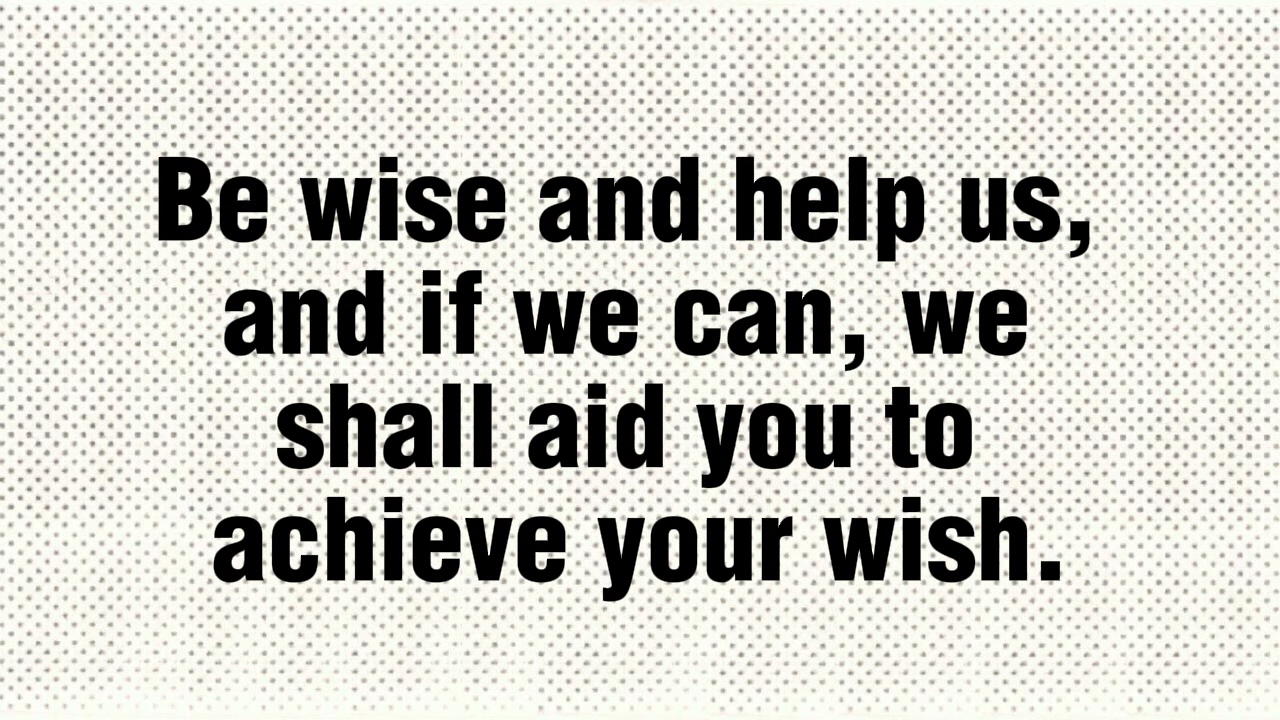 Be wise and help us,
and if we can, we
shall aid you to
achieve your wish.